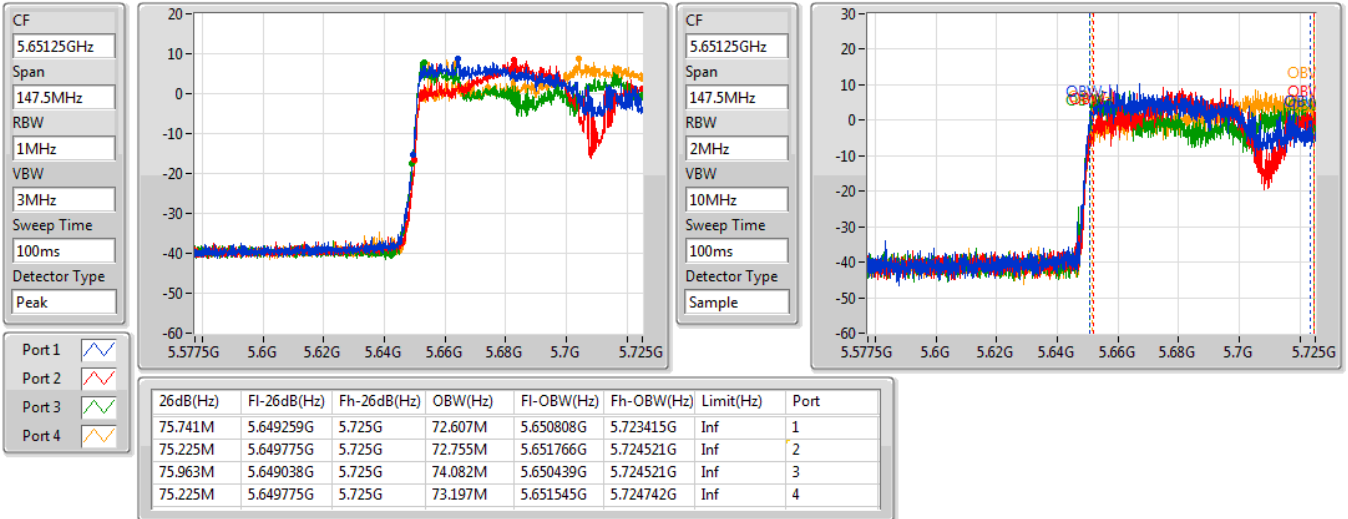 CF
5.65125GHz
Span
147.5MHz
RBW
1MHz
VBW
3MHz
Sweep Time
100ms
Detector Type
Peak
20
10
0
-10
-20
-30
-40
-50
-60
5.5775G 5.6G 5.62G 5.64G 5.66G 5.68G 5.7G 5.725G
CF
5.65125GHz
Span
147.5MHz
RBW
2MHz
VBW
10MHz
Sweep Time
100ms
Detector Type
Sample
30
20
10
0
-10
-20
-30
-40
-50
-60
OBW
OBW
5.5775G 5.6G 5.62G 5.64G 5.66G 5.68G 5.7G 5.725G
Port 1
Port 2
Port 3
Port 4
26dB(Hz) Fl-26dB(Hz) Fh-26dB(Hz) OBW(Hz) Fl-OBW(Hz) Fh-OBW(Hz) Limit(Hz) Port
75.741M 5.649259G 5.725G 72.607M 5.650808G 5.723415G Inf 1
75.225M 5.649775G 5.725G 72.755M 5.651766G 5.724521G Inf 2
75.963M 5.649038G 5.725G 74.082M 5.650439G 5.724521G Inf 3
75.225M 5.649775G 5.725G 73.197M 5.651545G 5.724742G Inf 4